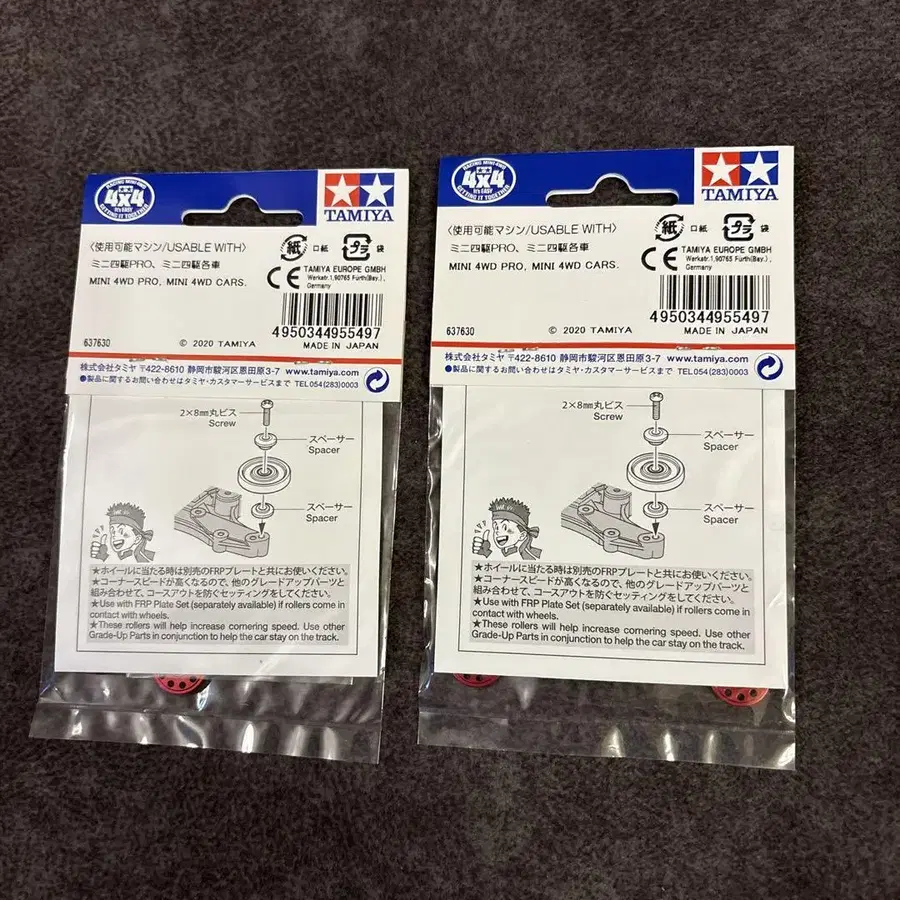 RACING MINI 4WD
4x4
It's EASY
GETTING IT TOGETHER
TAMIYA
〈使用可能マシン/USABLE WITH〉
ミニ四駆PRO、ミニ四駆各車
MINI 4WD PRO, MINI 4WD CARS.
紙 口紙 プラ 袋
CE TAMIYA EUROPE GMBH
Werkstr.1,90765 Fürth(Bay.),
Germany
4950344955497
637630 © 2020 TAMIYA MADE IN JAPAN
株式会社タミヤ 〒422-8610 静岡市駿河区恩田原3-7 www.tamiya.com
●製品に関するお問い合わせはタミヤ・カスタマーサービスまで TEL054(283)0003
2×8mm丸ビス
Screw
スペーサー
Spacer
スペーサー
Spacer
★ホイールに当たる時は別売のFRPプレートと共にお使いください。
★コーナースピードが高くなるので、他のグレードアップパーツと
組み合わせて、コースアウトを防ぐセッティングをしてください。
★Use with FRP Plate Set (separately available) if rollers come in
contact with wheels.
★These rollers will help increase cornering speed. Use other
Grade-Up Parts in conjunction to help the car stay on the track.
RACING MINI 4WD
4x4
It's EASY
GETTING IT TOGETHER
TAMIYA
〈使用可能マシン/USABLE WITH〉
ミニ四駆PRO、ミニ四駆各車
MINI 4WD PRO, MINI 4WD CARS.
紙 口紙 プラ 袋
CE TAMIYA EUROPE GMBH
Werkstr.1,90765 Fürth(Bay.),
Germany
4950344955497
637630 © 2020 TAMIYA MADE IN JAPAN
株式会社タミヤ 〒422-8610 静岡市駿河区恩田原3-7 www.tamiya.com
●製品に関するお問い合わせはタミヤ・カスタマーサービスまで TEL054(283)0003
2×8mm丸ビス
Screw
スペーサー
Spacer
スペーサー
Spacer
★ホイールに当たる時は別売のFRPプレートと共にお使いください。
★コーナースピードが高くなるので、他のグレードアップパーツと
組み合わせて、コースアウトを防ぐセッティングをしてください。
★Use with FRP Plate Set (separately available) if rollers come in
contact with wheels.
★These rollers will help increase cornering speed. Use other
Grade-Up Parts in conjunction to help the car stay on the track.